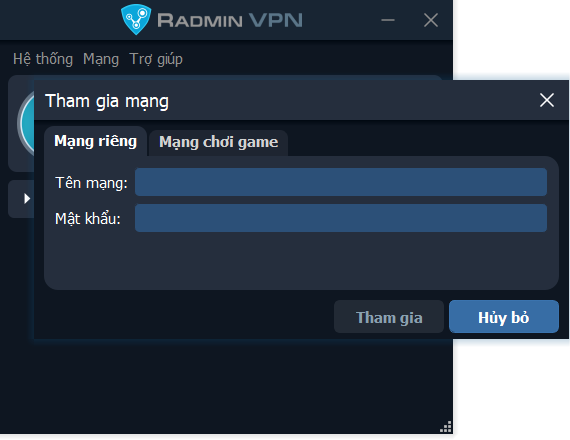 RADMIN VPN
Hệ thống Mạng Trợ giúp
Tham gia mạng
Mạng riêng Mạng chơi game
Tên mạng:
Mật khẩu:
Tham gia Hủy bỏ